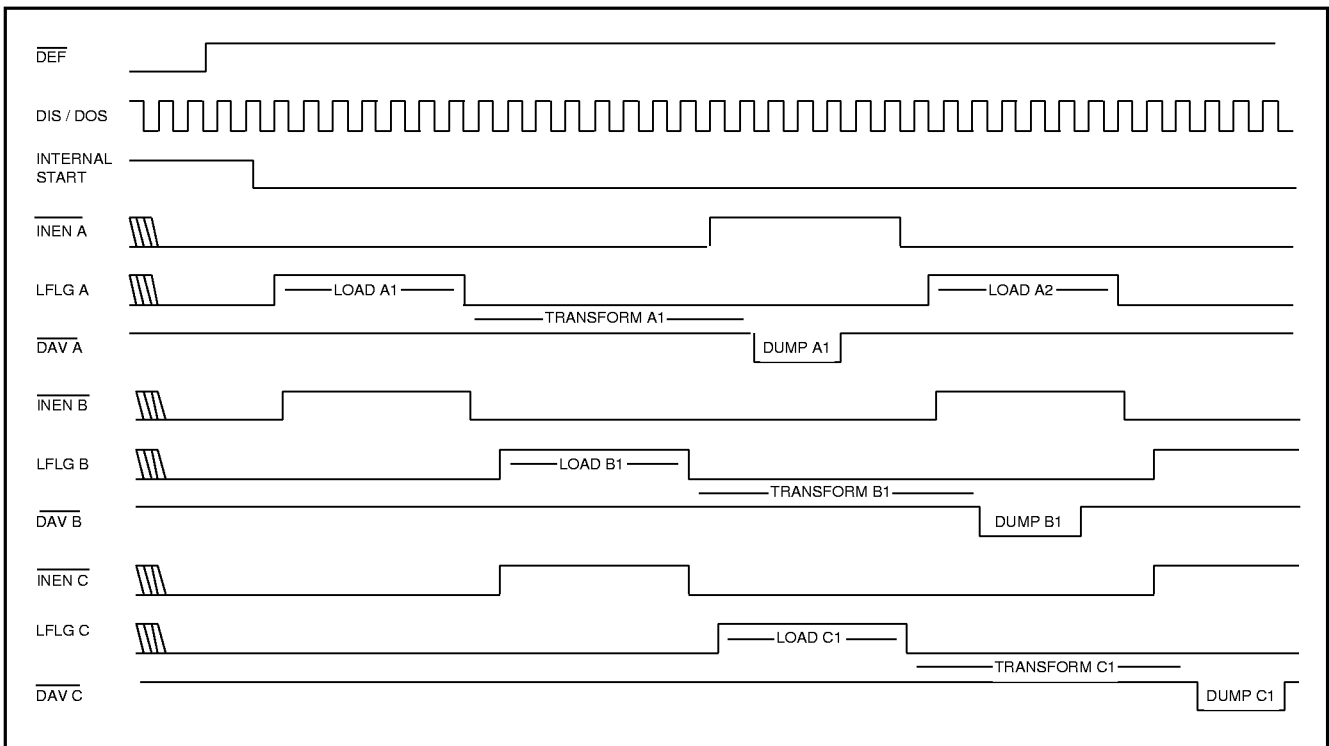 DEF
DIS / DOS
INTERNAL
START
INEN A
LFLG A
LOAD A1
LOAD A2
TRANSFORM A1
DAV A
DUMP A1
INEN B
LFLG B
LOAD B1
TRANSFORM B1
DAV B
DUMP B1
INEN C
LFLG C
LOAD C1
TRANSFORM C1
DAV C
DUMP C1